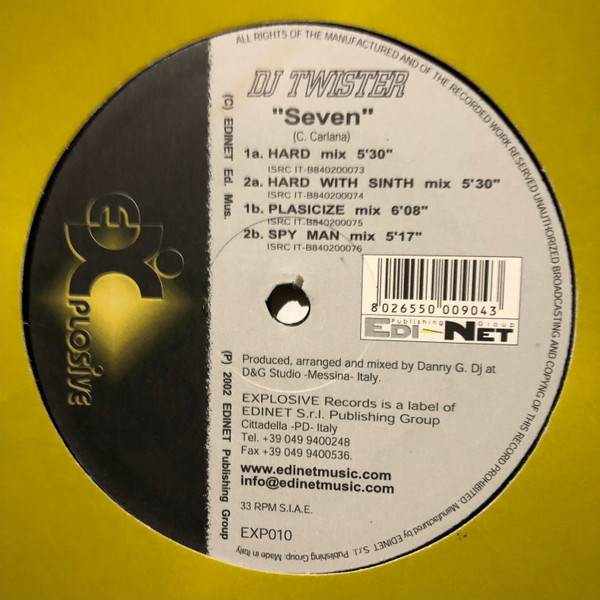 ALL RIGHTS OF THE MANUFACTURED AND OF THE RECORDED WORK RESERVED UNAUTHORIZED BROADCASTING AND COPYNG OF THIS RECORD PROHIBITED. Manufactured by EDINET S.r.l. Publishing Group. Made in Italy
DJ TWISTER
"Seven"
(C. Carlana)
1a. HARD mix 5'30"
ISRC IT-B840200073
2a. HARD WITH SINTH mix 5'30"
ISRC IT-B840200074
1b. PLASICIZE mix 6'08"
ISRC IT-B840200075
2b. SPY MAN mix 5'17"
ISRC IT-B840200076
8 026550 009043
Publishing Group
EDI-NET
(C) EDINET Ed. Mus.
(P) 2002 EDINET Publishing Group
EXPLOSIVE
Produced, arranged and mixed by Danny G. Dj at
D&G Studio -Messina- Italy.
EXPLOSIVE Records is a label of
EDINET S.r.l. Publishing Group
Cittadella -PD- Italy
Tel. +39 049 9400248
Fax +39 049 9400536.
www.edinetmusic.com
info@edinetmusic.com
33 RPM S.I.A.E.
EXP010